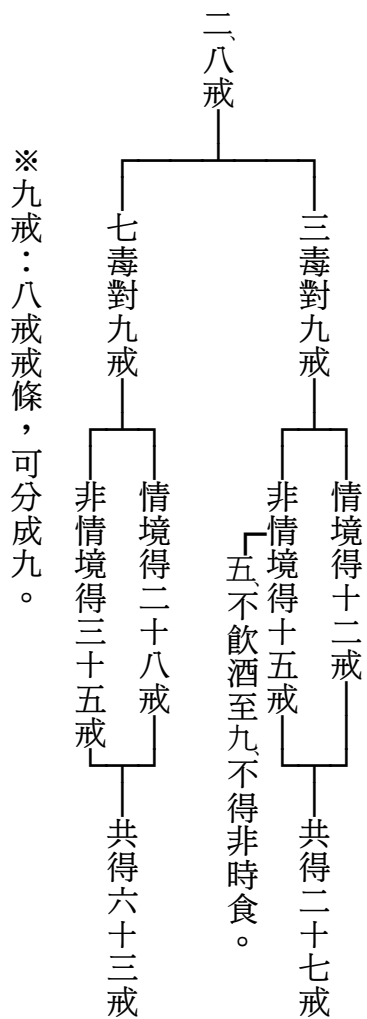 二、八戒
三毒對九戒
情境得十二戒
非情境得十五戒
共得二十七戒
五、不飲酒至九、不得非時食。
七毒對九戒
情境得二十八戒
非情境得三十五戒
共得六十三戒
※九戒：八戒戒條，可分成九。